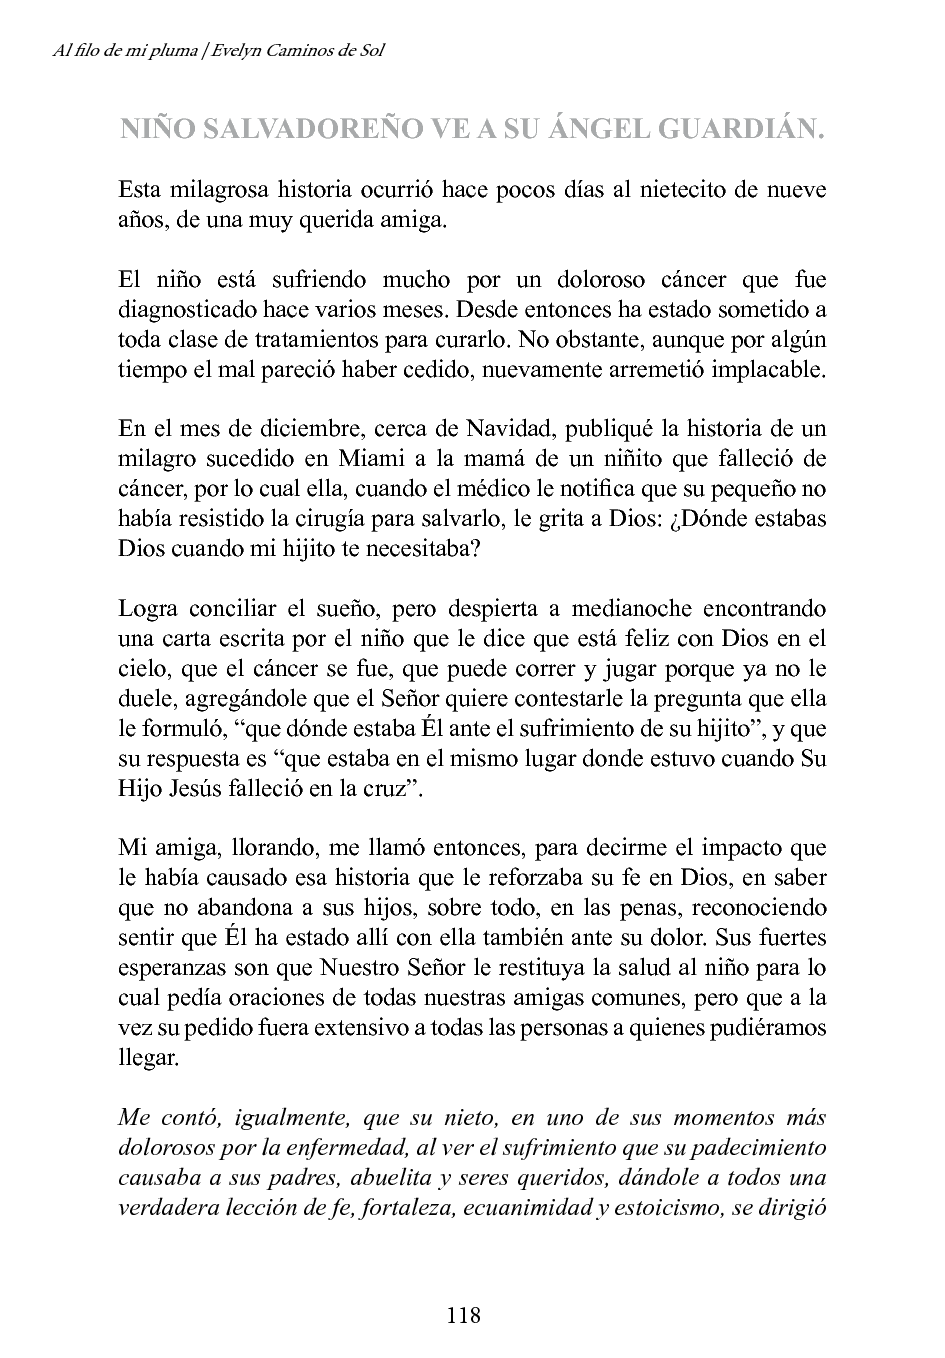 Al filo de mi pluma | Evelyn Caminos de Sol
NIÑO SALVADOREÑO VE A SU ÁNGEL GUARDIÁN.
Esta milagrosa historia ocurrió hace pocos días al nietecito de nueve
años, de una muy querida amiga.
El niño está sufriendo mucho por un doloroso cáncer que fue
diagnosticado hace varios meses. Desde entonces ha estado sometido a
toda clase de tratamientos para curarlo. No obstante, aunque por algún
tiempo el mal pareció haber cedido, nuevamente arremetió implacable.
En el mes de diciembre, cerca de Navidad, publiqué la historia de un
milagro sucedido en Miami a la mamá de un niñito que falleció de
cáncer, por lo cual ella, cuando el médico le notifica que su pequeño no
había resistido la cirugía para salvarlo, le grita a Dios: ¿Dónde estabas
Dios cuando mi hijito te necesitaba?
Logra conciliar el sueño, pero despierta a medianoche encontrando
una carta escrita por el niño que le dice que está feliz con Dios en el
cielo, que el cáncer se fue, que puede correr y jugar porque ya no le
duele, agregándole que el Señor quiere contestarle la pregunta que ella
le formuló, “que dónde estaba Él ante el sufrimiento de su hijito”, y que
su respuesta es “que estaba en el mismo lugar donde estuvo cuando Su
Hijo Jesús falleció en la cruz”.
Mi amiga, llorando, me llamó entonces, para decirme el impacto que
le había causado esa historia que le reforzaba su fe en Dios, en saber
que no abandona a sus hijos, sobre todo, en las penas, reconociendo
sentir que Él ha estado allí con ella también ante su dolor. Sus fuertes
esperanzas son que Nuestro Señor le restituya la salud al niño para lo
cual pedía oraciones de todas nuestras amigas comunes, pero que a la
vez su pedido fuera extensivo a todas las personas a quienes pudiéramos
llegar.
Me contó, igualmente, que su nieto, en uno de sus momentos más
dolorosos por la enfermedad, al ver el sufrimiento que su padecimiento
causaba a sus padres, abuelita y seres queridos, dándole a todos una
verdadera lección de fe, fortaleza, ecuanimidad y estoicismo, se dirigió
118